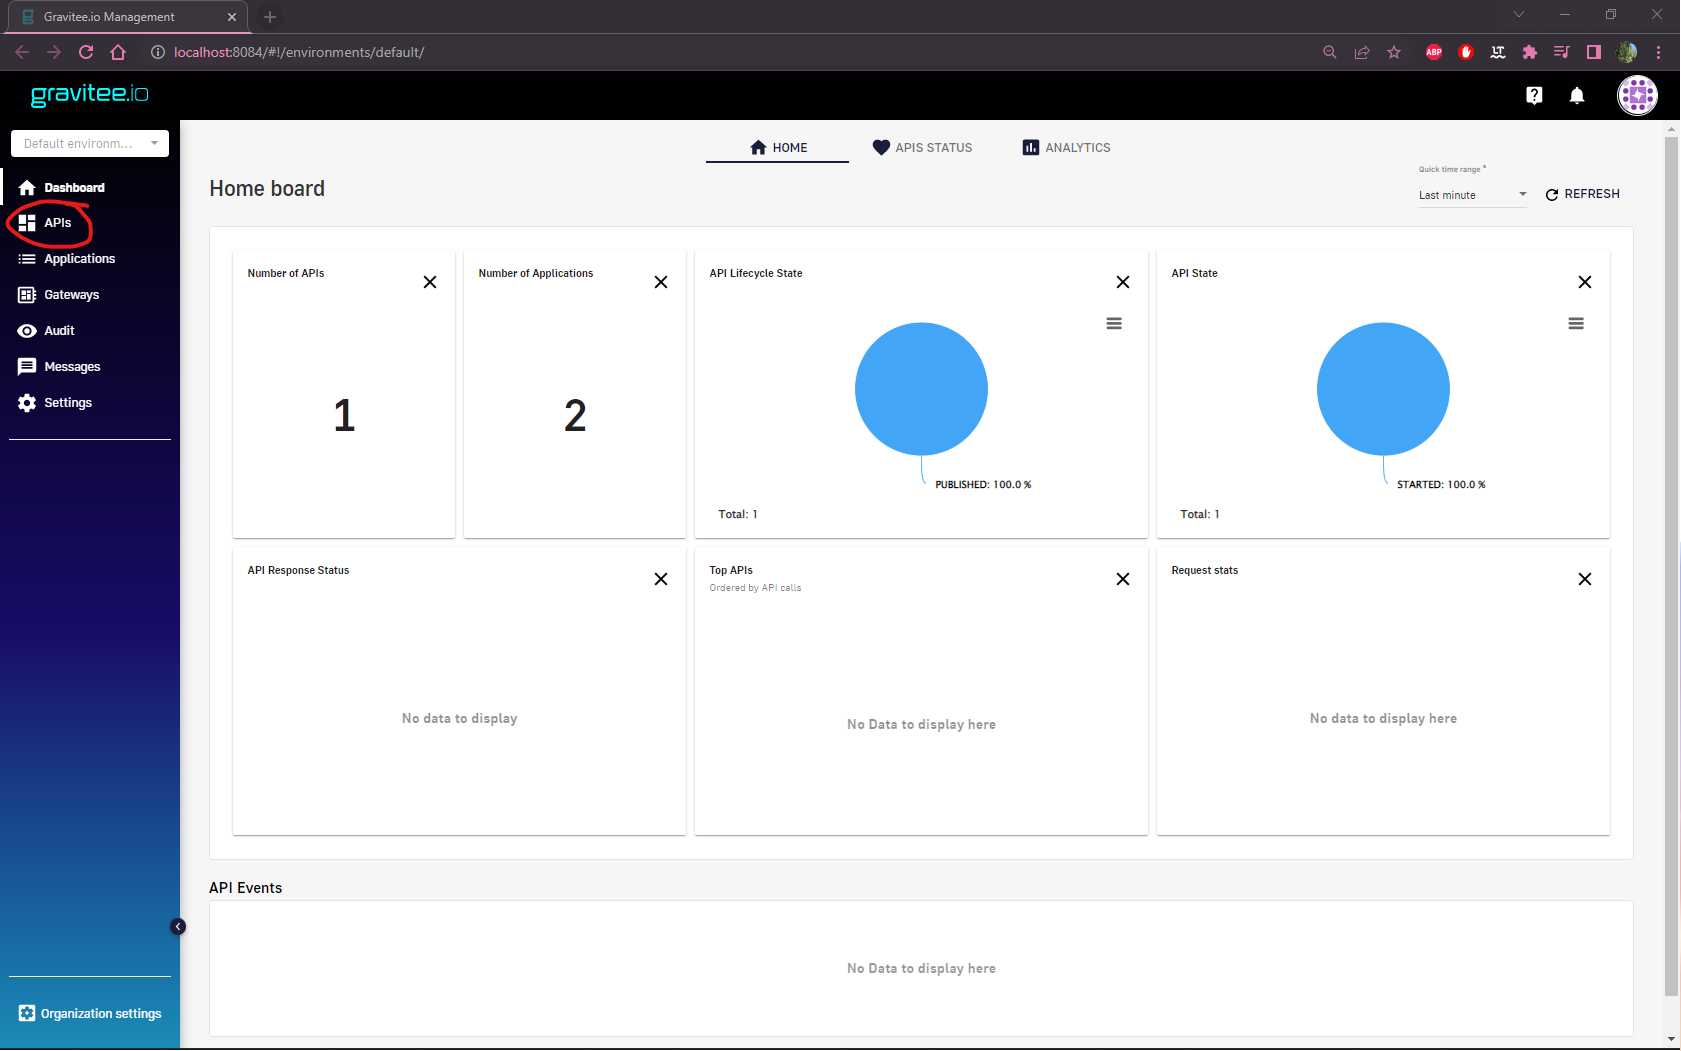 Gravitee.io Management
localhost:8084/#!/environments/default/
ABP
LT
gravitee.io
Default environm...
Dashboard
APIs
Applications
Gateways
Audit
Messages
Settings
Organization settings
HOME
APIS STATUS
ANALYTICS
Home board
Quick time range *
Last minute
REFRESH
Number of APIs
1
Number of Applications
2
API Lifecycle State
PUBLISHED: 100.0 %
Total: 1
API State
STARTED: 100.0 %
Total: 1
API Response Status
No data to display
Top APIs
Ordered by API calls
No Data to display here
Request stats
No data to display here
API Events
No Data to display here